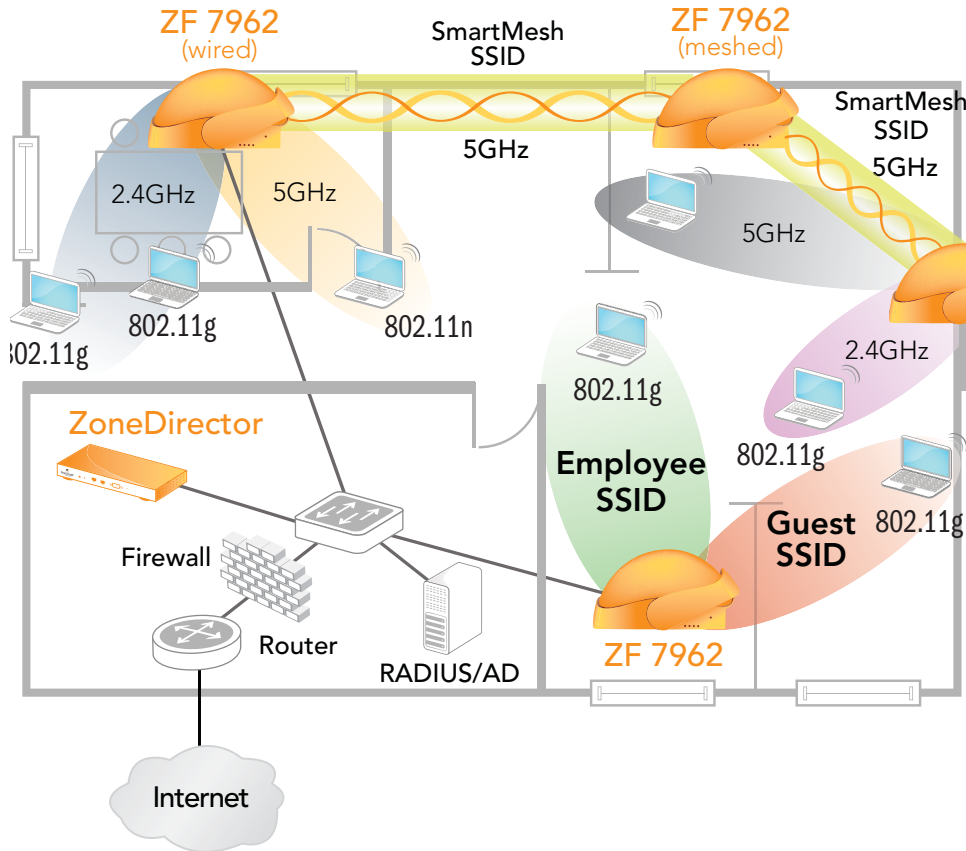 ZF 7962
(wired)
SmartMesh
SSID
ZF 7962
(meshed)
SmartMesh
SSID
5GHz
5GHz
2.4GHz
5GHz
5GHz
802.11g
802.11g
802.11n
2.4GHz
802.11g
802.11g
ZoneDirector
Employee
SSID
Guest
SSID
802.11g
Firewall
Router
RADIUS/AD
ZF 7962
Internet